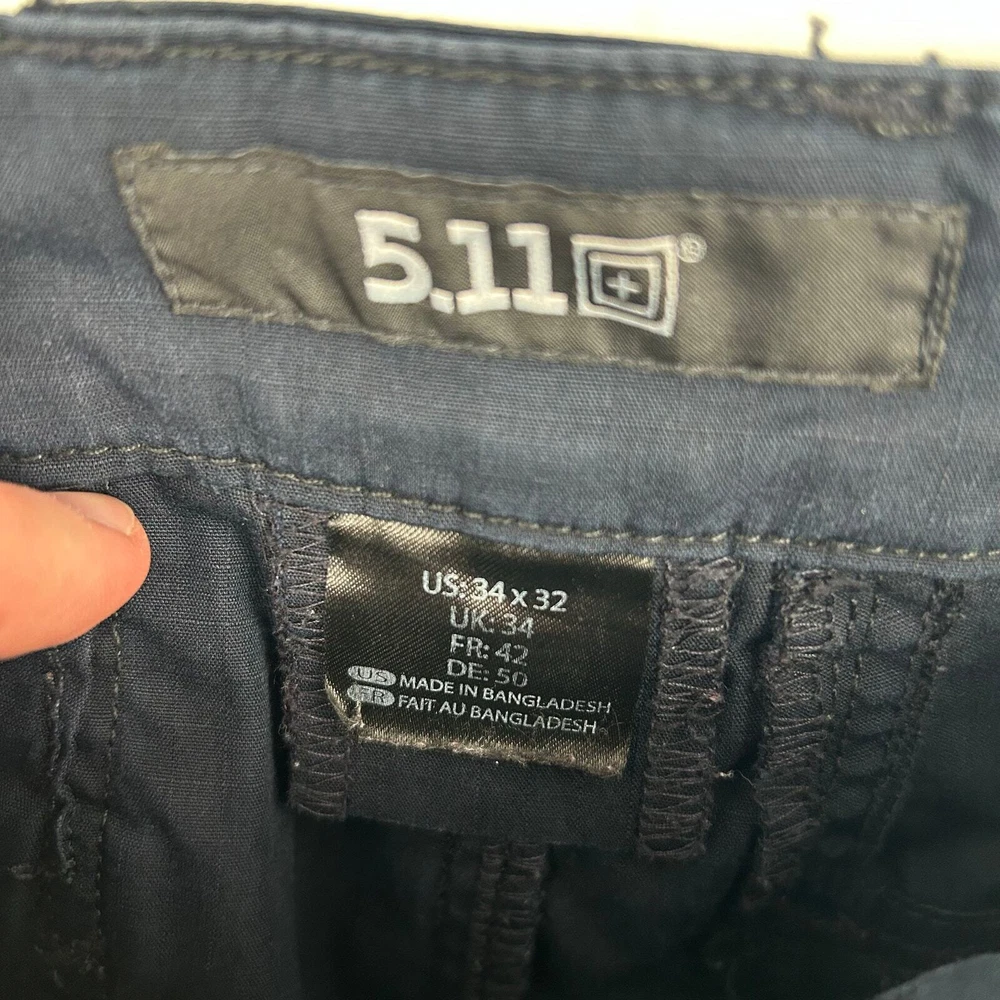 5.11®
US: 34 x 32
UK: 34
FR: 42
DE: 50
US MADE IN BANGLADESH
FR FAIT AU BANGLADESH